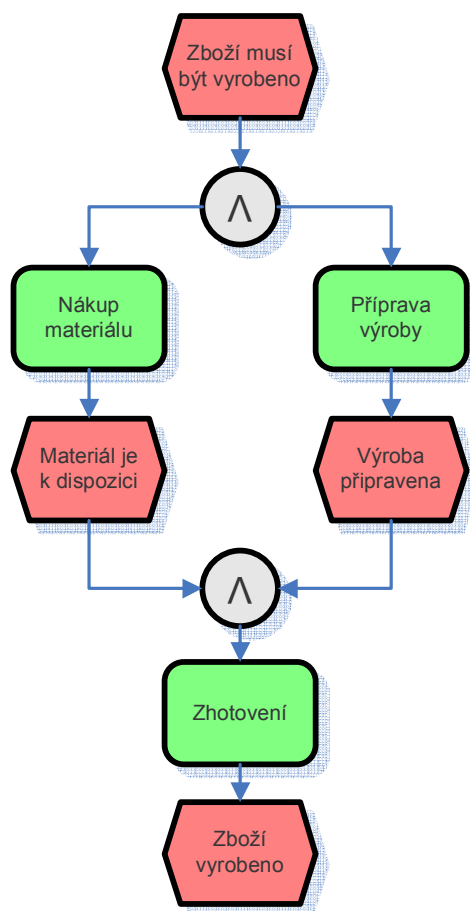 Zboží musí
být vyrobeno
Λ
Nákup
materiálu
Příprava
výroby
Materiál je
k dispozici
Výroba
připravena
Λ
Zhotovení
Zboží
vyrobeno